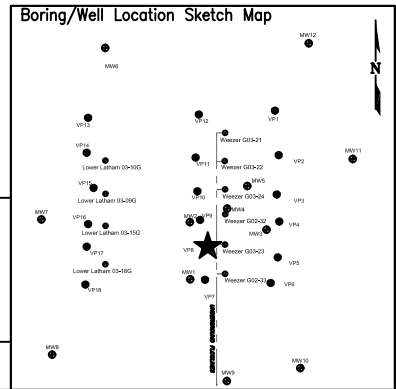 Boring/Well Location Sketch Map
MW12
MW6
N
VP1
VP12
VP13
Weezer G03-21
MW11
VP14
VP11
VP2
Lower Latham 03-10G
Weezer G03-22
VP15
MW5
VP10
Weezer G03-24
VP3
Lower Latham 03-09G
MW4
MW7
VP16
MW2
VP9
Weezer G02-32
VP4
Lower Latham 03-15G
MW3
VP17
VP8
Weezer G03-23
VP5
Lower Latham 03-16G
MW1
Weezer G02-33
VP18
VP7
VP6
UNDERGROUND FLOWLINES
MW8
MW10
MW9